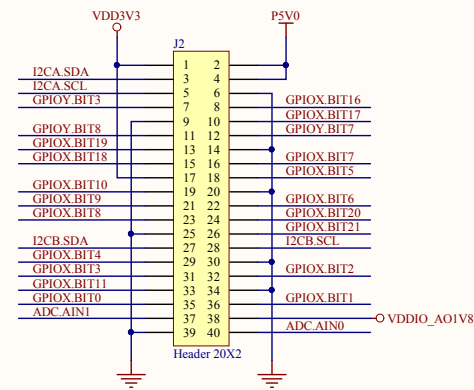 VDD3V3 P5V0
J2
1 2
I2CA.SDA 3 4
I2CA.SCL 5 6
GPIOY.BIT3 7 8 GPIOX.BIT16
9 10 GPIOX.BIT17
GPIOY.BIT8 11 12 GPIOY.BIT7
GPIOX.BIT19 13 14
GPIOX.BIT18 15 16 GPIOX.BIT7
17 18 GPIOX.BIT5
GPIOX.BIT10 19 20
GPIOX.BIT9 21 22 GPIOX.BIT6
GPIOX.BIT8 23 24 GPIOX.BIT20
25 26 GPIOX.BIT21
I2CB.SDA 27 28 I2CB.SCL
GPIOX.BIT4 29 30
GPIOX.BIT3 31 32 GPIOX.BIT2
GPIOX.BIT11 33 34
GPIOX.BIT0 35 36 GPIOX.BIT1
ADC.AIN1 37 38 VDDIO_AO1V8
39 40 ADC.AIN0
Header 20X2